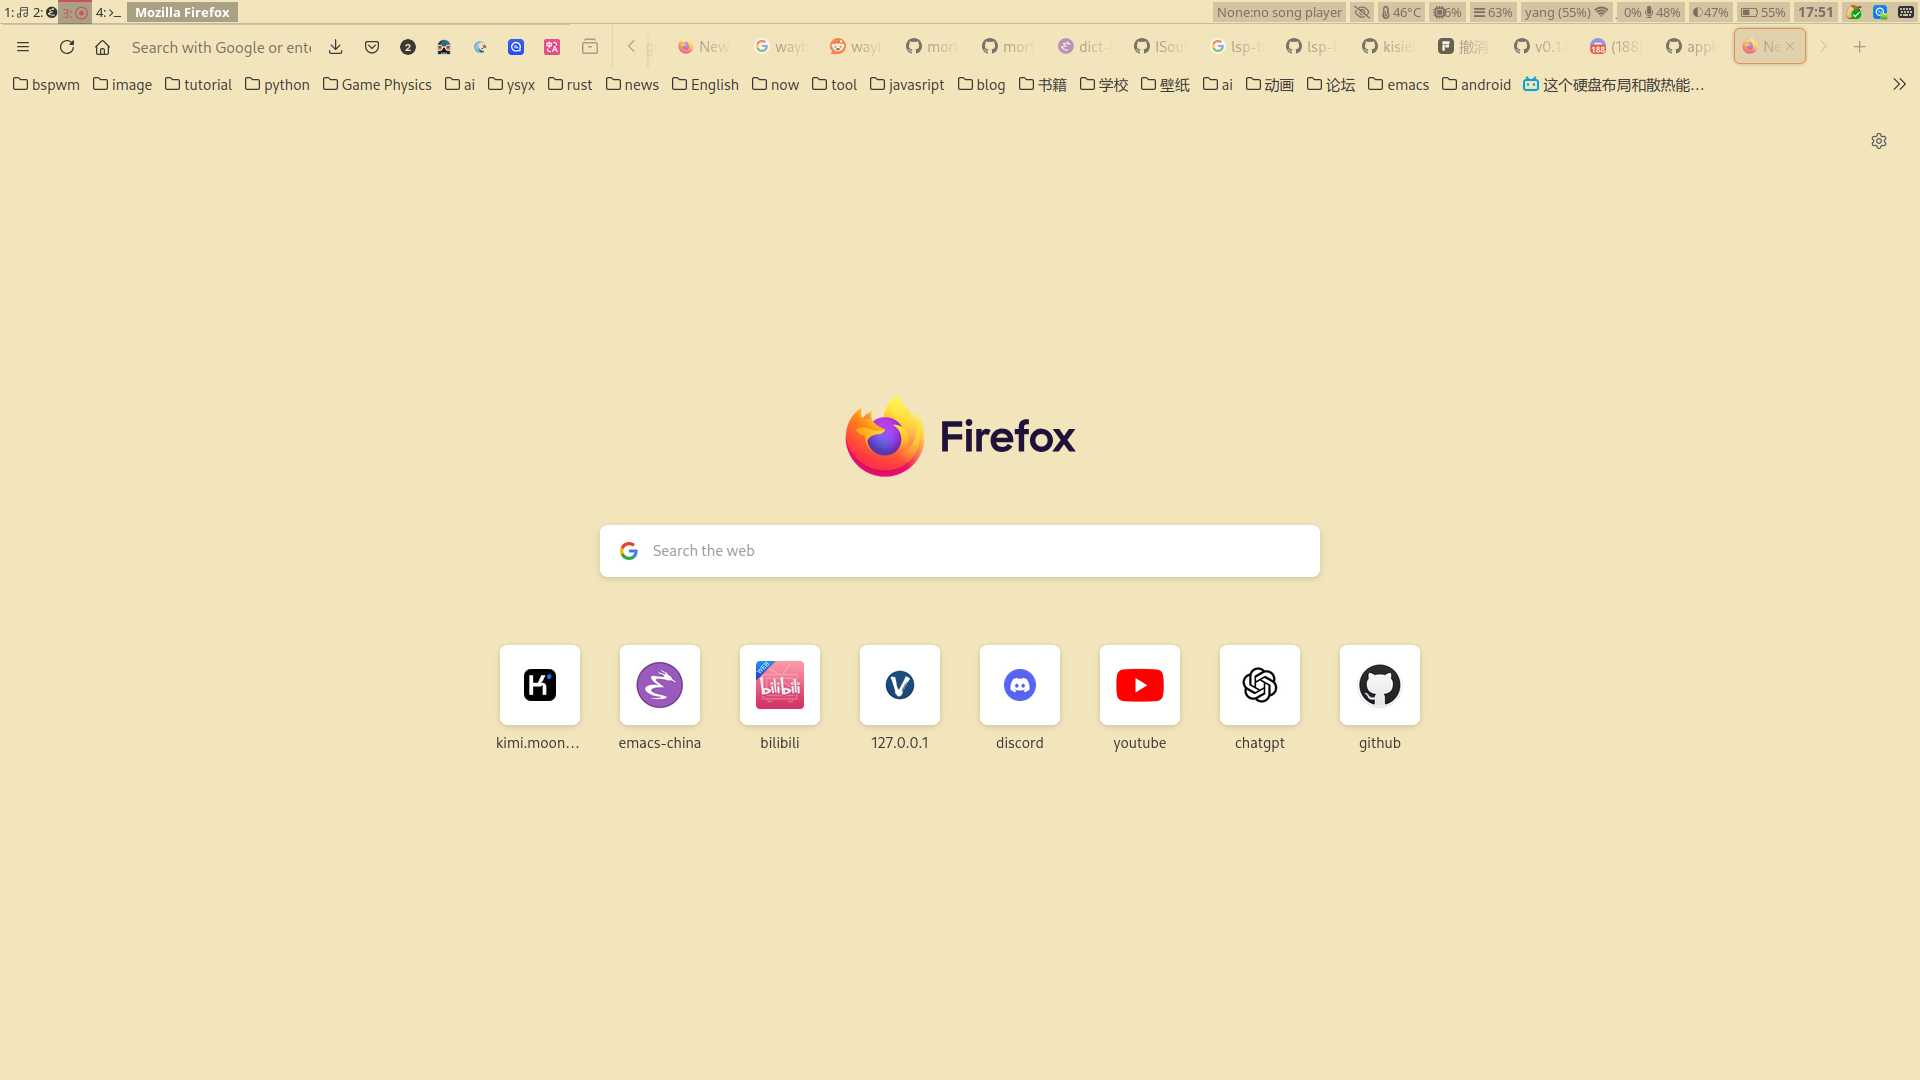 1: 2: 3: 4: Mozilla Firefox None:no song player 46°C 6% 63% yang (55%) 0% 48% 47% 55% 17:51
Search with Google or ente 2 New wayb wayb mort mort dict- ISout lsp-b lsp-b kisie 撤消 v0.1. (188) apple Ne
bspwm image tutorial python Game Physics ai ysyx rust news English now tool javasript blog 书籍 学校 壁纸 ai 动画 论坛 emacs android 这个硬盘布局和散热能…
Firefox
Search the web
WEB bilibili
kimi.moon… emacs-china bilibili 127.0.0.1 discord youtube chatgpt github